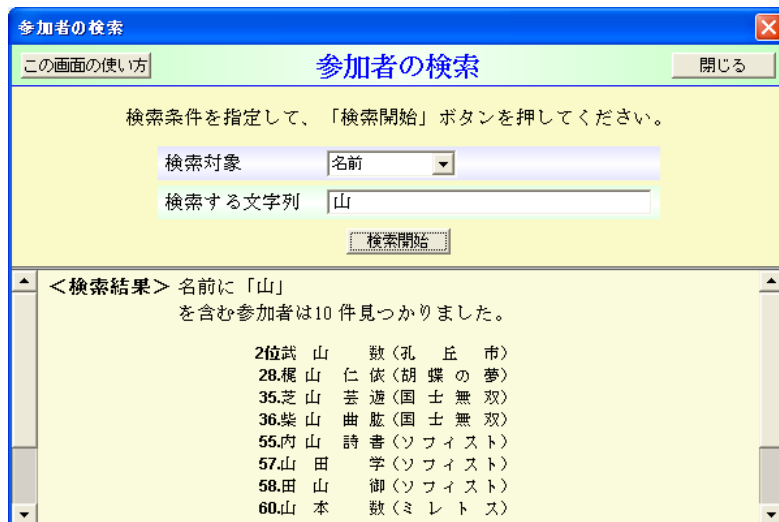 参加者の検索
この画面の使い方 参加者の検索 閉じる
検索条件を指定して、「検索開始」ボタンを押してください。
検索対象 名前
検索する文字列 山
検索開始
＜検索結果＞名前に「山」
を含む参加者は10件見つかりました。
2位武 山 数(孔 丘 市)
28.梶 山 仁 依(胡 蝶 の 夢)
35.芝 山 芸 遊(国 士 無 双)
36.柴 山 曲 肱(国 士 無 双)
55.内 山 詩 書(ソフィスト)
57.山 田 学(ソフィスト)
58.田 山 御(ソフィスト)
60.山 本 数(ミ レ ト ス)